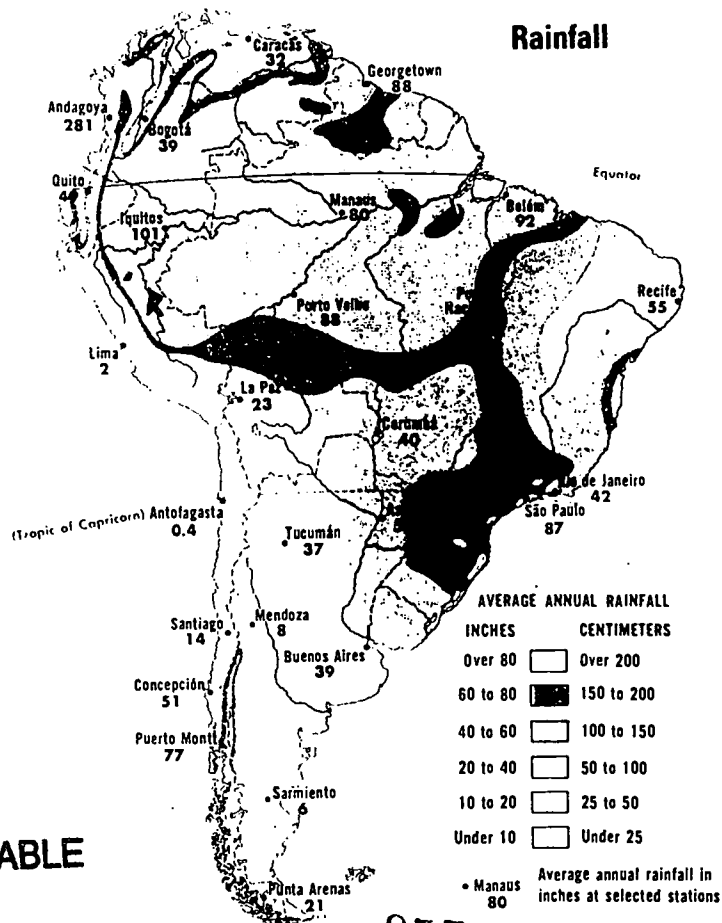 Rainfall
Caracas
32
Georgetown
88
Andagoya
281
Bogotá
39
Equator
Quito
Manaus
80
Belém
92
Iquitos
101
Recife
55
Porto Velho
88
Lima
2
La Paz
23
Corumbá
40
Rio de Janeiro
42
São Paulo
87
(Tropic of Capricorn) Antofagasta
0.4
Tucumán
37
Santiago
14
Mendoza
8
Buenos Aires
39
Concepción
51
Puerto Montt
77
Sarmiento
6
Punta Arenas
21
AVERAGE ANNUAL RAINFALL
INCHES CENTIMETERS
Over 80 Over 200
60 to 80 150 to 200
40 to 60 100 to 150
20 to 40 50 to 100
10 to 20 25 to 50
Under 10 Under 25
Manaus
80
Average annual rainfall in
inches at selected stations
ABLE